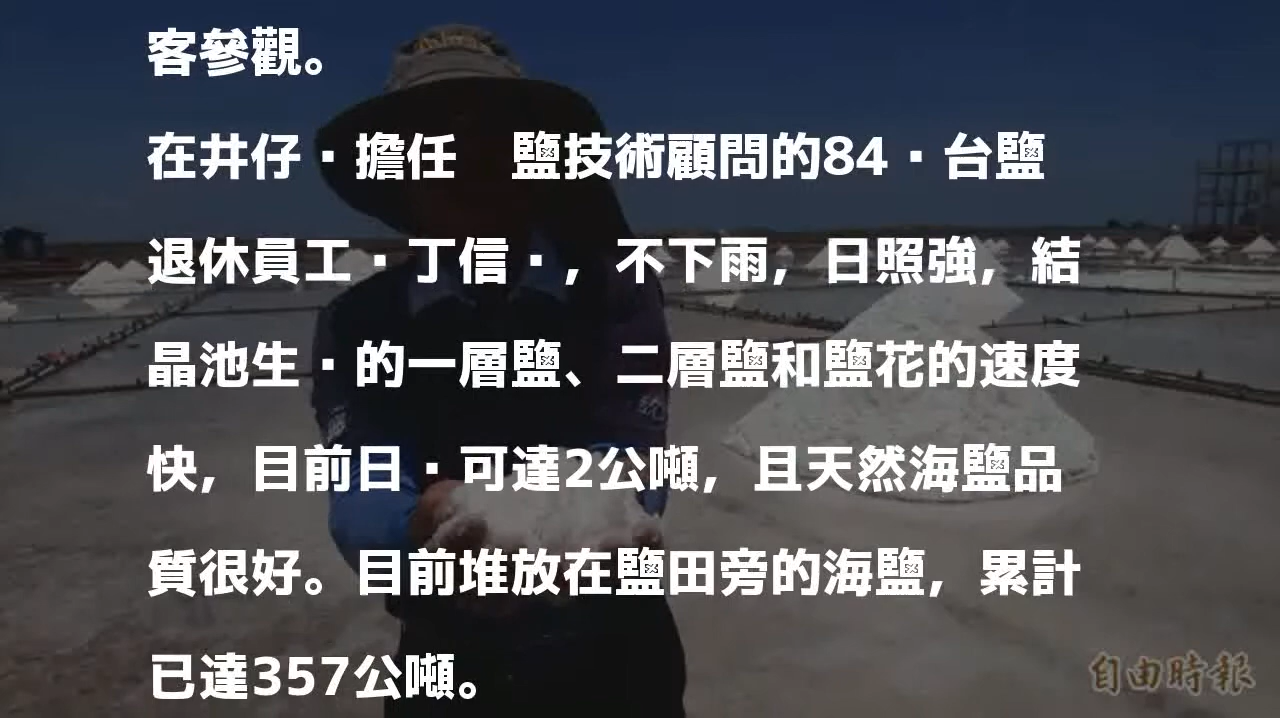 客參觀。
在井仔▪擔任　鹽技術顧問的84▪台鹽
退休員工▪丁信▪，不下雨，日照強，結
晶池生▪的一層鹽、二層鹽和鹽花的速度
快，目前日▪可達2公噸，且天然海鹽品
質很好。目前堆放在鹽田旁的海鹽，累計
已達357公噸。
自由時報